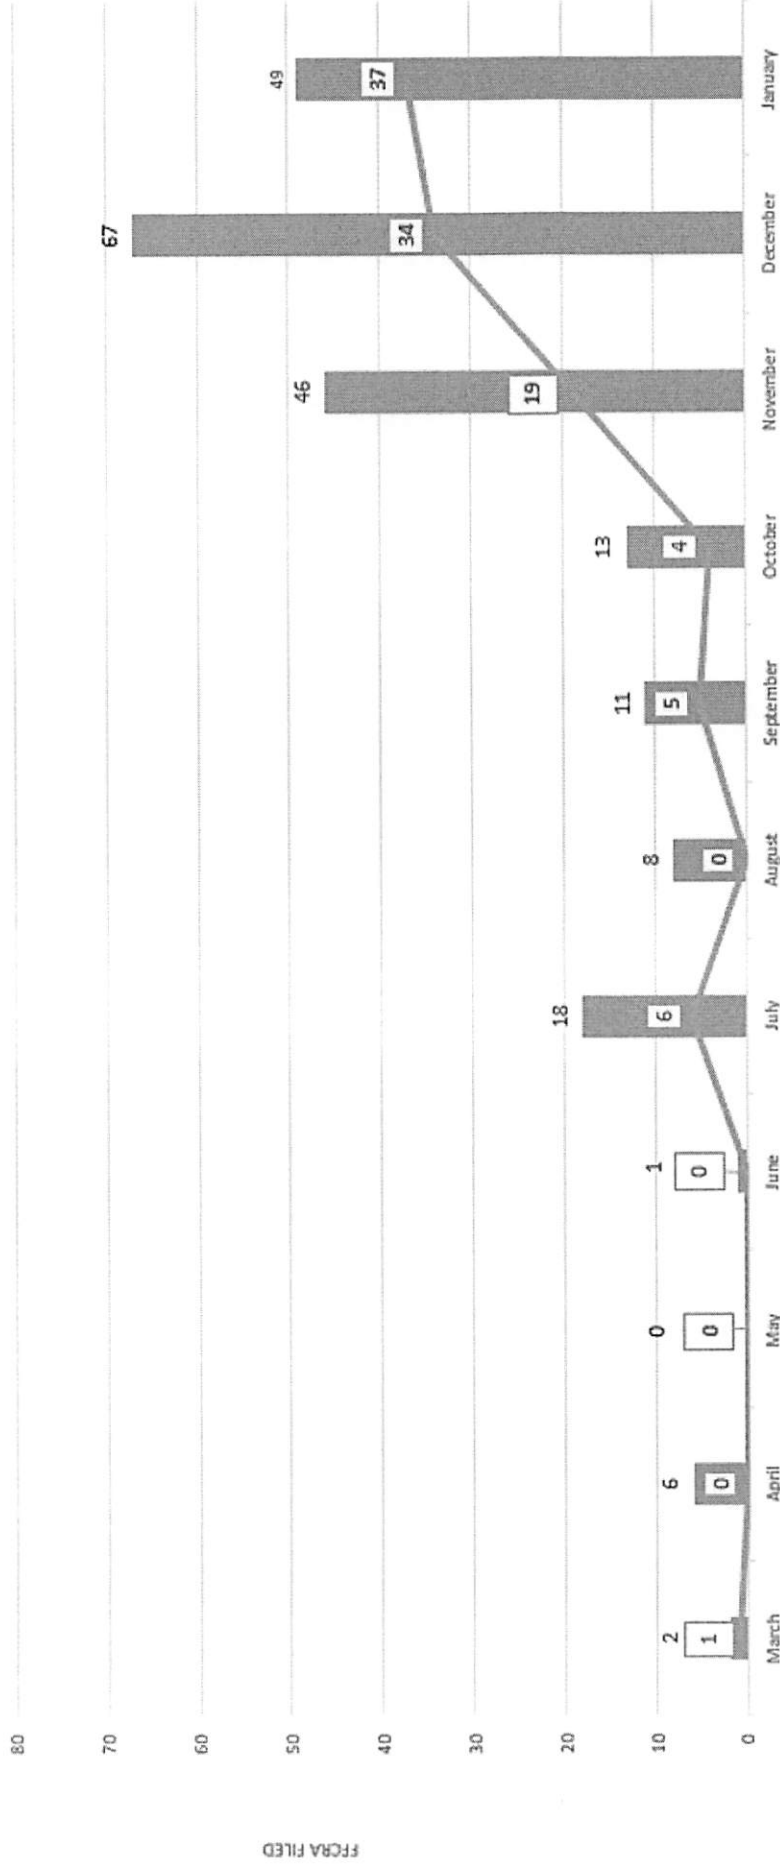 FFCRA FILED
80
70
60
50
40
30
20
10
0
2
1
6
0
0
0
1
0
18
6
8
0
11
5
13
4
46
19
67
34
49
37
March
April
May
June
July
August
September
October
November
December
January